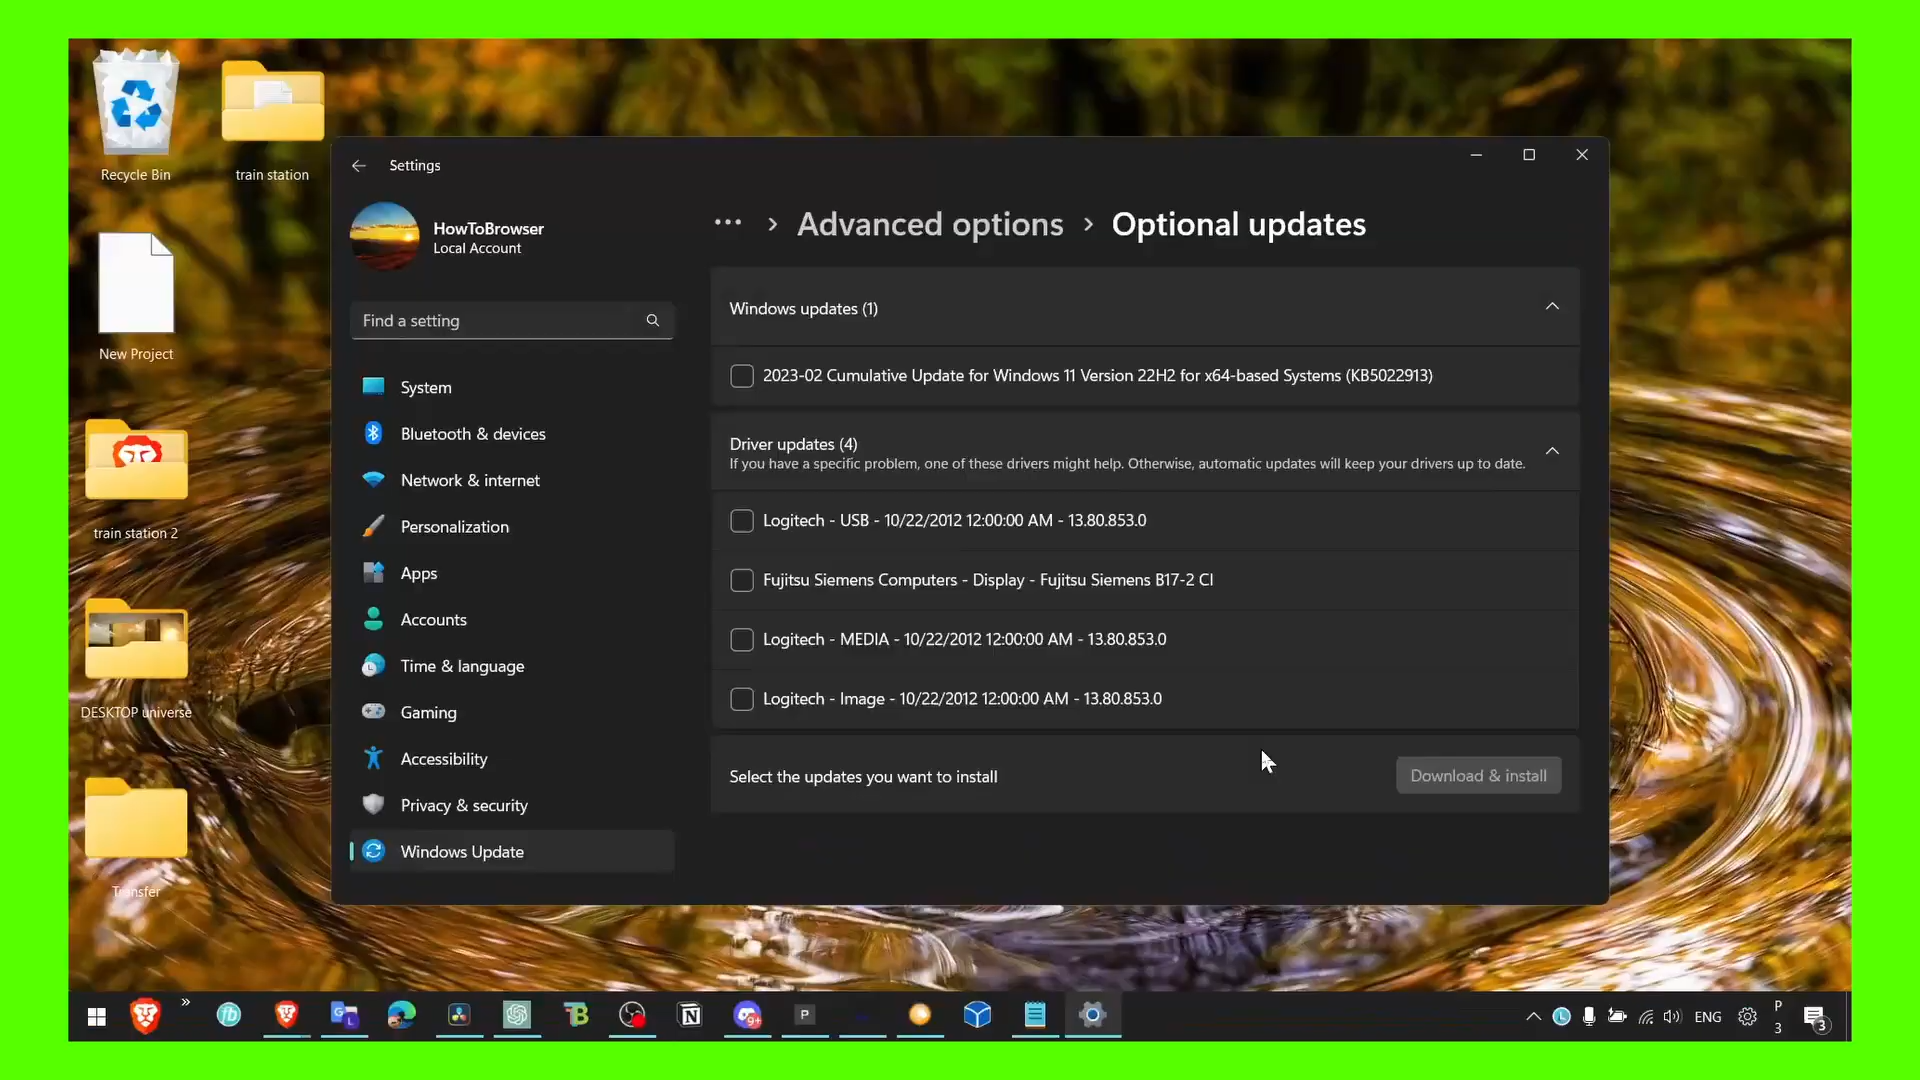 Recycle Bin
train station
New Project
train station 2
DESKTOP universe
Transfer
Settings
HowToBrowser
Local Account
Find a setting
System
Bluetooth & devices
Network & internet
Personalization
Apps
Accounts
Time & language
Gaming
Accessibility
Privacy & security
Windows Update
... > Advanced options > Optional updates
Windows updates (1)
2023-02 Cumulative Update for Windows 11 Version 22H2 for x64-based Systems (KB5022913)
Driver updates (4)
If you have a specific problem, one of these drivers might help. Otherwise, automatic updates will keep your drivers up to date.
Logitech - USB - 10/22/2012 12:00:00 AM - 13.80.853.0
Fujitsu Siemens Computers - Display - Fujitsu Siemens B17-2 CI
Logitech - MEDIA - 10/22/2012 12:00:00 AM - 13.80.853.0
Logitech - Image - 10/22/2012 12:00:00 AM - 13.80.853.0
Select the updates you want to install
Download & install
9+
P
ENG
P
3
3